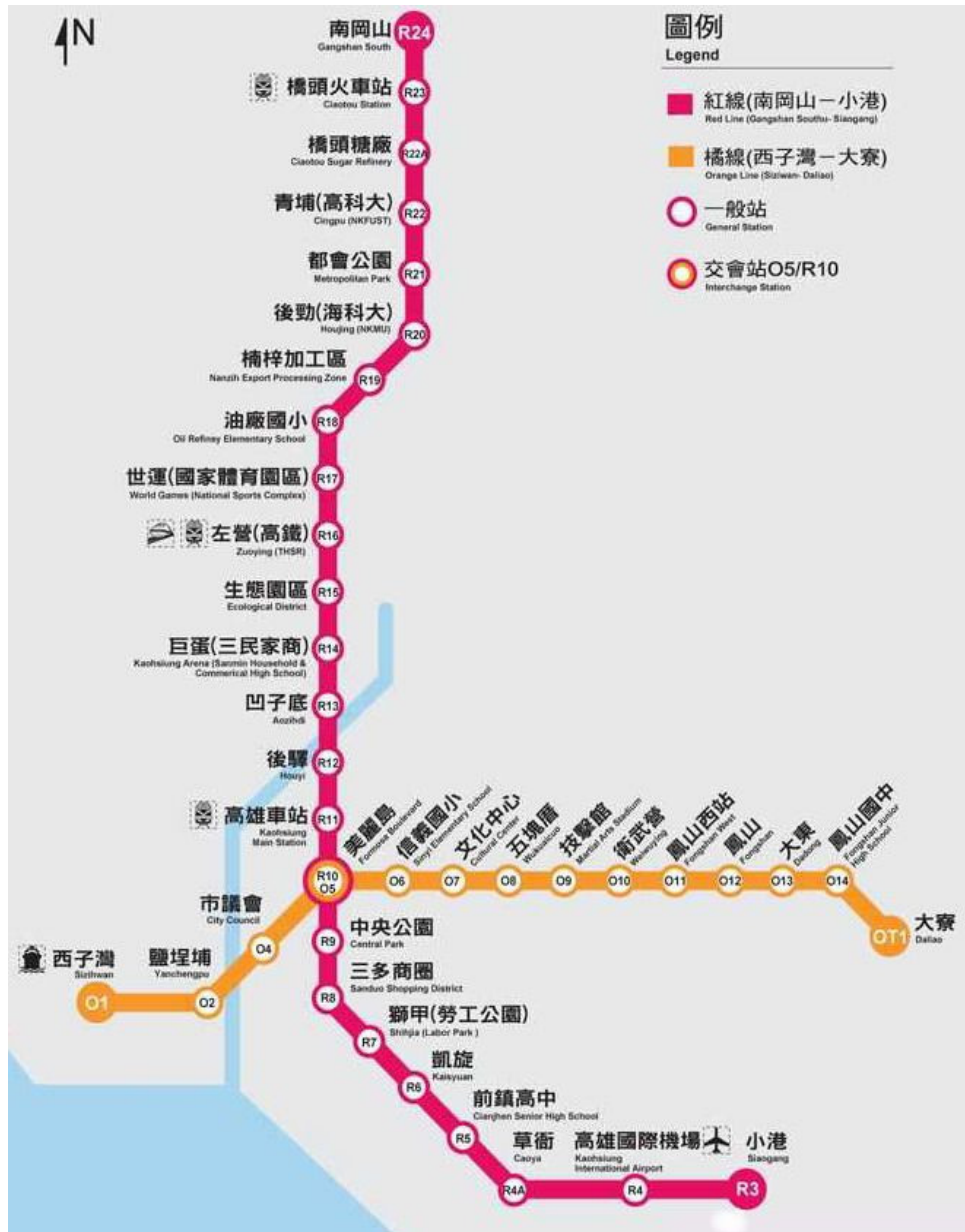 N
南岡山
Gangshan South
R24
橋頭火車站
Ciaotou Station
R23
橋頭糖廠
Ciaotou Sugar Refinery
R22A
青埔(高科大)
Cingpu (NKFUST)
R22
都會公園
Metropolitan Park
R21
後勁(海科大)
Houjing (NKMU)
R20
楠梓加工區
Nanzih Export Processing Zone
R19
油廠國小
Oil Refiney Elementary School
R18
世運(國家體育園區)
World Games (National Sports Complex)
R17
左營(高鐵)
Zuoying (THSR)
R16
生態園區
Ecological District
R15
巨蛋(三民家商)
Kaohsiung Arena (Sanmin Household &
Commerical High School)
R14
凹子底
Aozihdi
R13
後驛
Houyi
R12
高雄車站
Kaohsiung
Main Station
R11
圖例
Legend
紅線(南岡山－小港)
Red Line (Gangshan Southu- Siaogang)
橘線(西子灣－大寮)
Orange Line (Siziwan- Daliao)
一般站
General Station
交會站O5/R10
Interchange Station
美麗島
Formosa Boulevard
R10
O5
信義國小
Sinyi Elementary School
O6
文化中心
Cultural Center
O7
五塊厝
Wukuaicuo
O8
技擊館
Martial Arts Stadium
O9
衛武營
Weiwuying
O10
鳳山西站
Fongshan West
O11
鳳山
Fongshan
O12
大東
Dadong
O13
鳳山國中
Fongshan Junior
High School
O14
大寮
Daliao
OT1
市議會
City Council
O4
鹽埕埔
Yanchengpu
O2
西子灣
Sizihwan
O1
中央公園
Central Park
R9
三多商圈
Sanduo Shopping District
R8
獅甲(勞工公園)
Shihjia (Labor Park )
R7
凱旋
Kaisyuan
R6
前鎮高中
Cianjhen Senior High School
R5
草衙
Caoya
R4A
高雄國際機場
Kaohsiung
International Airport
R4
小港
Siaogang
R3